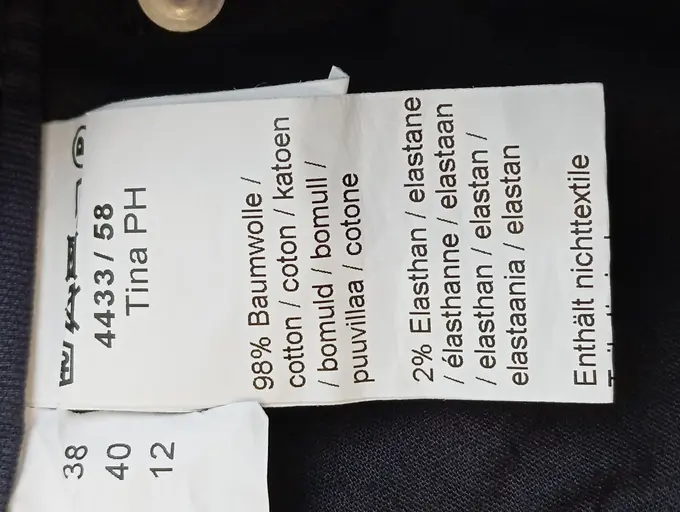 4433 / 58
Tina PH
98% Baumwolle /
cotton / coton / katoen
/ bomuld / bomull /
puuvillaa / cotone
2% Elasthan / elastane
/ élasthanne / elastaan
/ elasthan / elastan /
elastaania / elastan
Enthält nichttextile
38
40
12